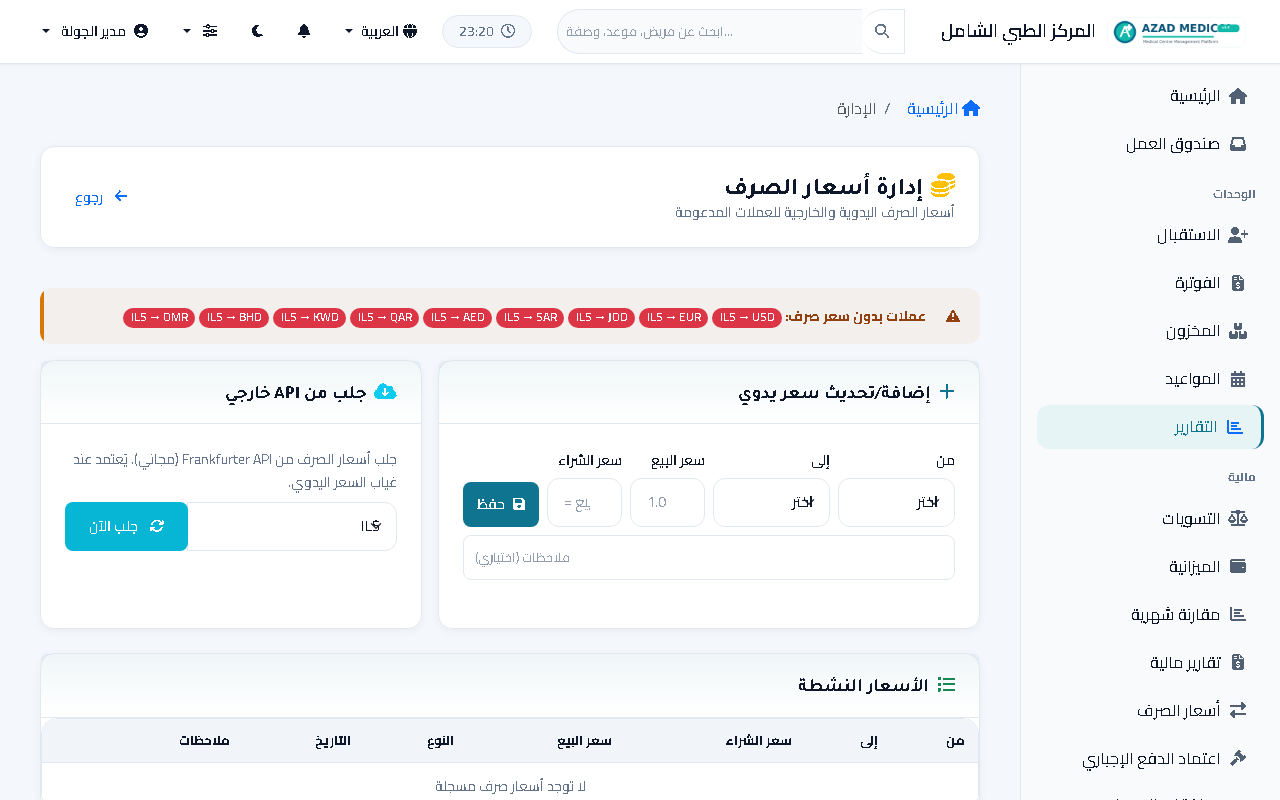 AZAD MEDICAL
Medical Centre Management Platform
المركز الطبي الشامل
ابحث عن مريض، موعد، وصفة...
23:20
العربية
مدير الجولة
الرئيسية
صندوق العمل
الوحدات
الاستقبال
الفوترة
المخزون
المواعيد
التقارير
مالية
التسويات
الميزانية
مقارنة شهرية
تقارير مالية
أسعار الصرف
اعتماد الدفع الإجباري
الرئيسية / الإدارة
إدارة أسعار الصرف
أسعار الصرف اليدوية والخارجية للعملات المدعومة
رجوع
عملات بدون سعر صرف: ILS → USD ILS → EUR ILS → JOD ILS → SAR ILS → AED ILS → QAR ILS → KWD ILS → BHD ILS → OMR
إضافة/تحديث سعر يدوي
من
إلى
سعر البيع
سعر الشراء
اختر
اختر
1.0
= بيع
حفظ
ملاحظات (اختياري)
جلب من API خارجي
جلب أسعار الصرف من Frankfurter API (مجاني). يُعتمد عند
غياب السعر اليدوي.
ILS
جلب الآن
الأسعار النشطة
من إلى سعر الشراء سعر البيع النوع التاريخ ملاحظات
لا توجد أسعار صرف مسجلة